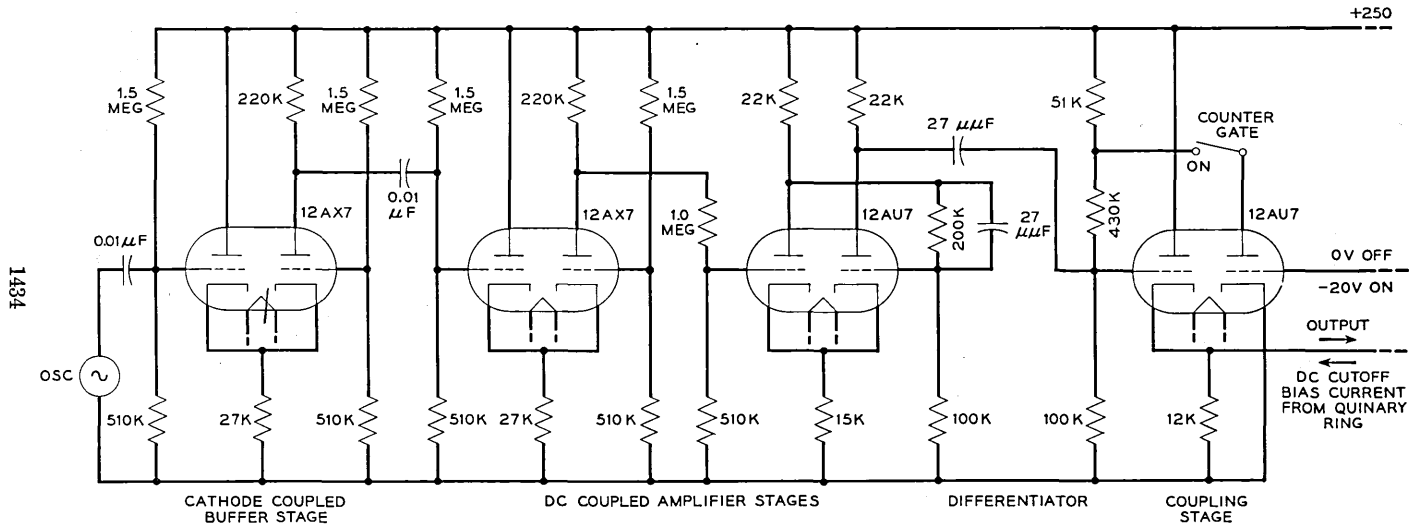 +250
1.5
MEG
220K
1.5
MEG
1.5
MEG
220K
1.5
MEG
22K
22K
51K
COUNTER
GATE
ON
27 μμF
0.01
μF
12AX7
12AX7
1.0
MEG
12AU7
200K
27
μμF
430K
12AU7
0.01μF
0V OFF
-20V ON
OUTPUT
DC CUTOFF
BIAS CURRENT
FROM QUINARY
RING
OSC
510K
27K
510K
510K
27K
510K
510K
15K
100K
100K
12K
CATHODE COUPLED
BUFFER STAGE
DC COUPLED AMPLIFIER STAGES
DIFFERENTIATOR
COUPLING
STAGE
1434